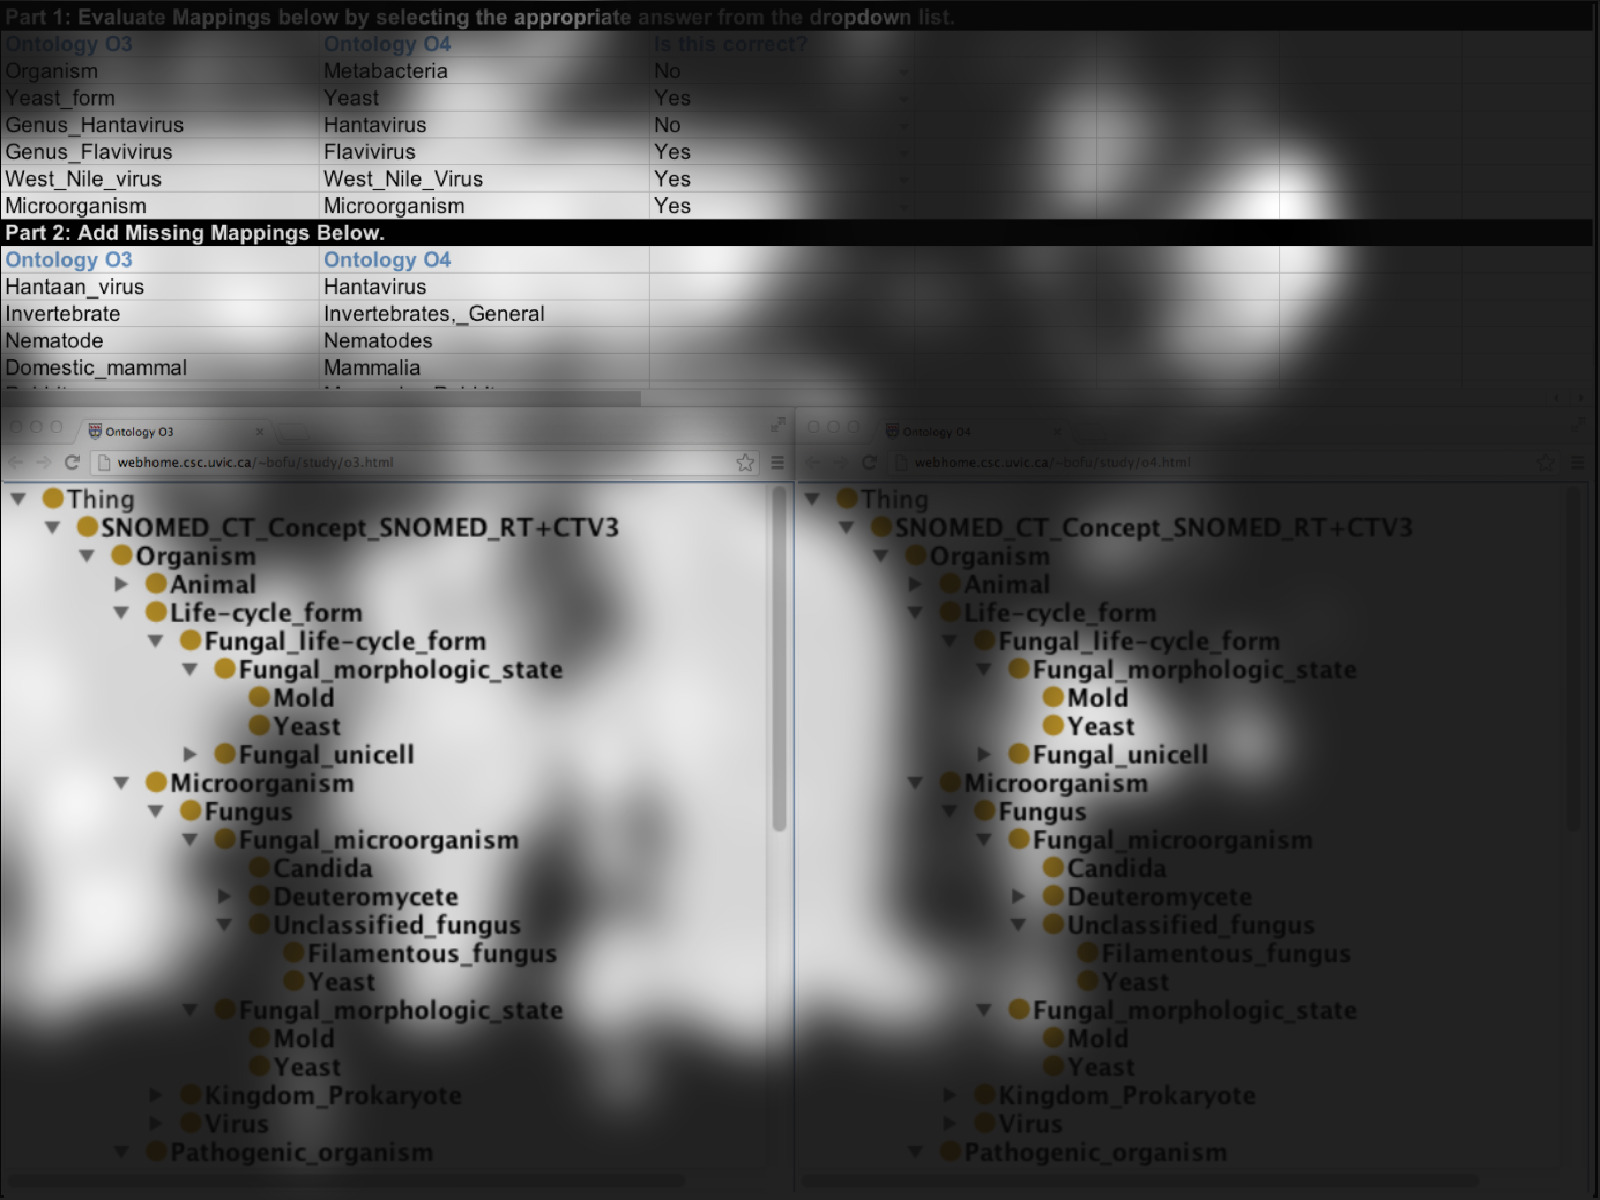 Part 1: Evaluate Mappings below by selecting the appropriate answer from the dropdown list.
Ontology O3 Ontology O4 Is this correct?
Organism Metabacteria No
Yeast_form Yeast Yes
Genus_Hantavirus Hantavirus No
Genus_Flavivirus Flavivirus Yes
West_Nile_virus West_Nile_Virus Yes
Microorganism Microorganism Yes
Part 2: Add Missing Mappings Below.
Ontology O3 Ontology O4
Hantaan_virus Hantavirus
Invertebrate Invertebrates,_General
Nematode Nematodes
Domestic_mammal Mammalia
Ontology O3
webhome.csc.uvic.ca/~bofu/study/o3.html
Thing
SNOMED_CT_Concept_SNOMED_RT+CTV3
Organism
Animal
Life-cycle_form
Fungal_life-cycle_form
Fungal_morphologic_state
Mold
Yeast
Fungal_unicell
Microorganism
Fungus
Fungal_microorganism
Candida
Deuteromycete
Unclassified_fungus
Filamentous_fungus
Yeast
Fungal_morphologic_state
Mold
Yeast
Kingdom_Prokaryote
Virus
Pathogenic_organism
Ontology O4
webhome.csc.uvic.ca/~bofu/study/o4.html
Thing
SNOMED_CT_Concept_SNOMED_RT+CTV3
Organism
Animal
Life-cycle_form
Fungal_life-cycle_form
Fungal_morphologic_state
Mold
Yeast
Fungal_unicell
Microorganism
Fungus
Fungal_microorganism
Candida
Deuteromycete
Unclassified_fungus
Filamentous_fungus
Yeast
Fungal_morphologic_state
Mold
Yeast
Kingdom_Prokaryote
Virus
Pathogenic_organism